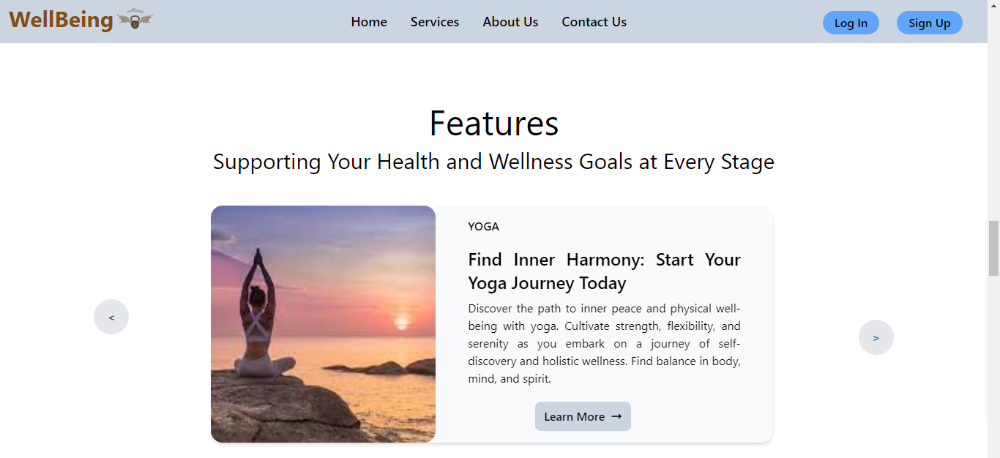 WellBeing
Home Services About Us Contact Us
Log In Sign Up
Features
Supporting Your Health and Wellness Goals at Every Stage
YOGA
Find Inner Harmony: Start Your
Yoga Journey Today
Discover the path to inner peace and physical well-
being with yoga. Cultivate strength, flexibility, and
serenity as you embark on a journey of self-
discovery and holistic wellness. Find balance in body,
mind, and spirit.
<
>
Learn More →